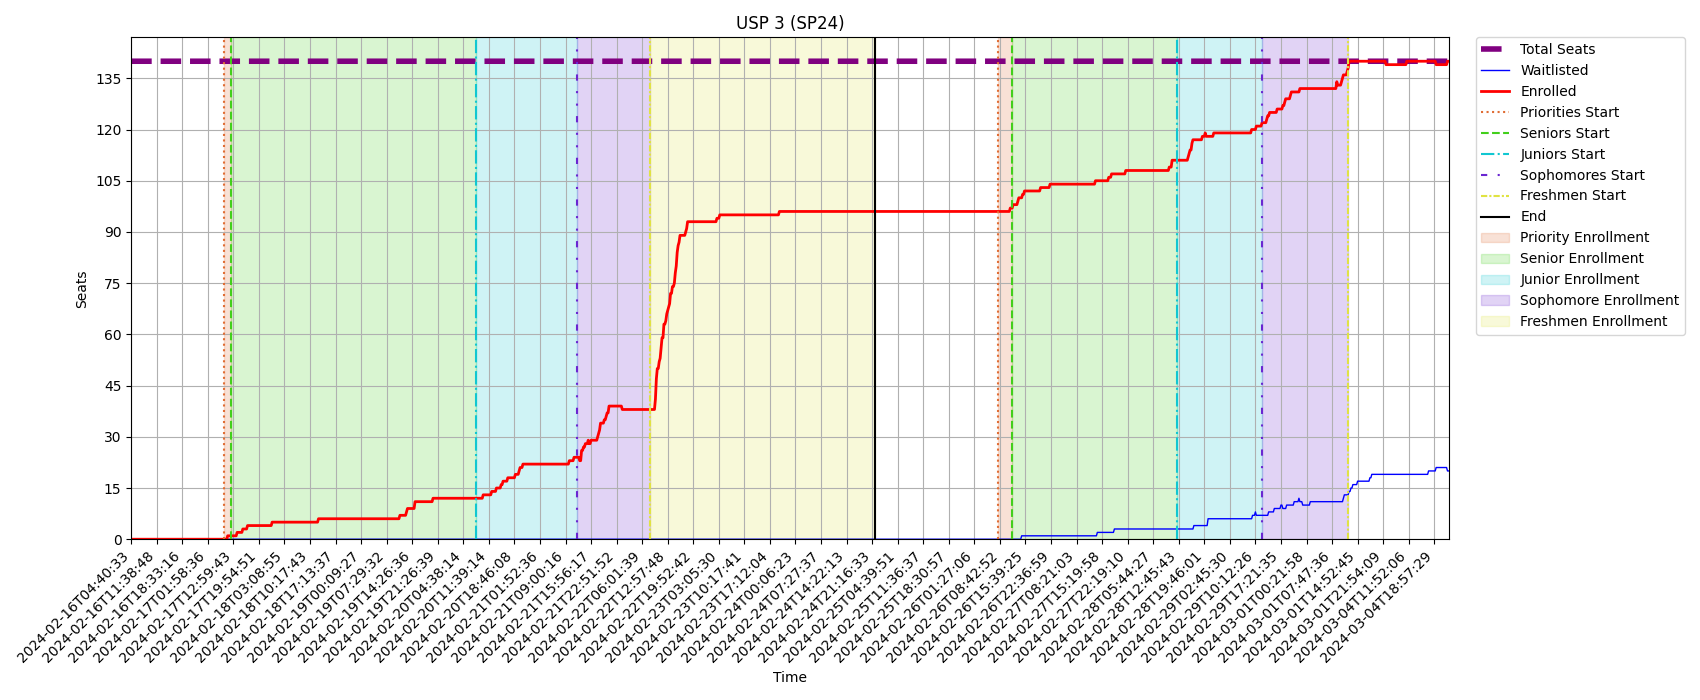 USP 3 (SP24)
Seats
135
120
105
90
75
60
45
30
15
0
2024-02-16T04:40:33
2024-02-16T11:38:48
2024-02-16T18:33:16
2024-02-17T01:58:36
2024-02-17T12:59:43
2024-02-17T19:54:51
2024-02-18T03:08:55
2024-02-18T10:17:43
2024-02-18T17:13:37
2024-02-19T00:09:27
2024-02-19T07:29:32
2024-02-19T14:26:36
2024-02-19T21:26:39
2024-02-20T04:38:14
2024-02-20T11:39:14
2024-02-20T18:46:08
2024-02-21T01:52:36
2024-02-21T09:00:16
2024-02-21T15:56:17
2024-02-21T22:51:52
2024-02-22T06:01:39
2024-02-22T12:57:48
2024-02-22T19:52:42
2024-02-23T03:05:30
2024-02-23T10:17:41
2024-02-23T17:12:04
2024-02-24T00:06:23
2024-02-24T07:27:37
2024-02-24T14:22:13
2024-02-24T21:16:33
2024-02-25T04:39:51
2024-02-25T11:36:37
2024-02-25T18:30:57
2024-02-26T01:27:06
2024-02-26T08:42:52
2024-02-26T15:39:25
2024-02-26T22:36:59
2024-02-27T08:21:03
2024-02-27T15:19:58
2024-02-27T22:19:10
2024-02-28T05:44:27
2024-02-28T12:45:43
2024-02-28T19:46:01
2024-02-29T02:45:30
2024-02-29T10:12:26
2024-02-29T17:21:35
2024-03-01T00:21:58
2024-03-01T07:47:36
2024-03-01T14:52:45
2024-03-01T21:54:09
2024-03-04T11:52:06
2024-03-04T18:57:29
Time
Total Seats
Waitlisted
Enrolled
Priorities Start
Seniors Start
Juniors Start
Sophomores Start
Freshmen Start
End
Priority Enrollment
Senior Enrollment
Junior Enrollment
Sophomore Enrollment
Freshmen Enrollment